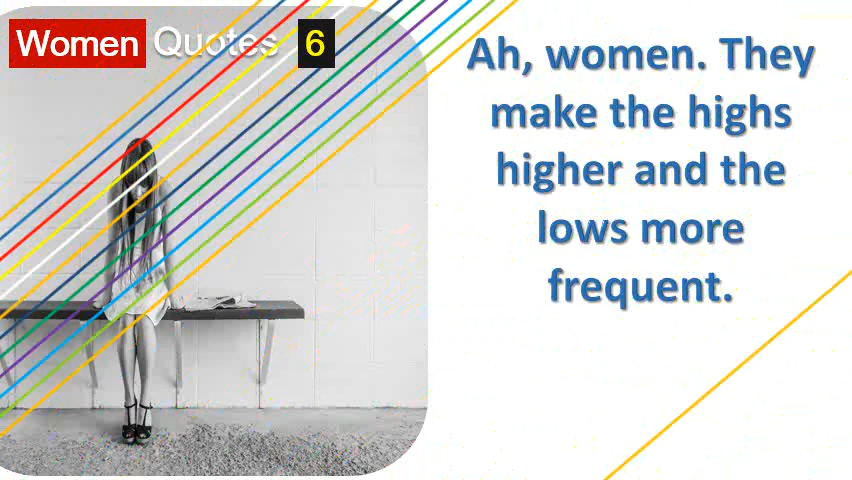 Women Quotes 6
Ah, women. They
make the highs
higher and the
lows more
frequent.